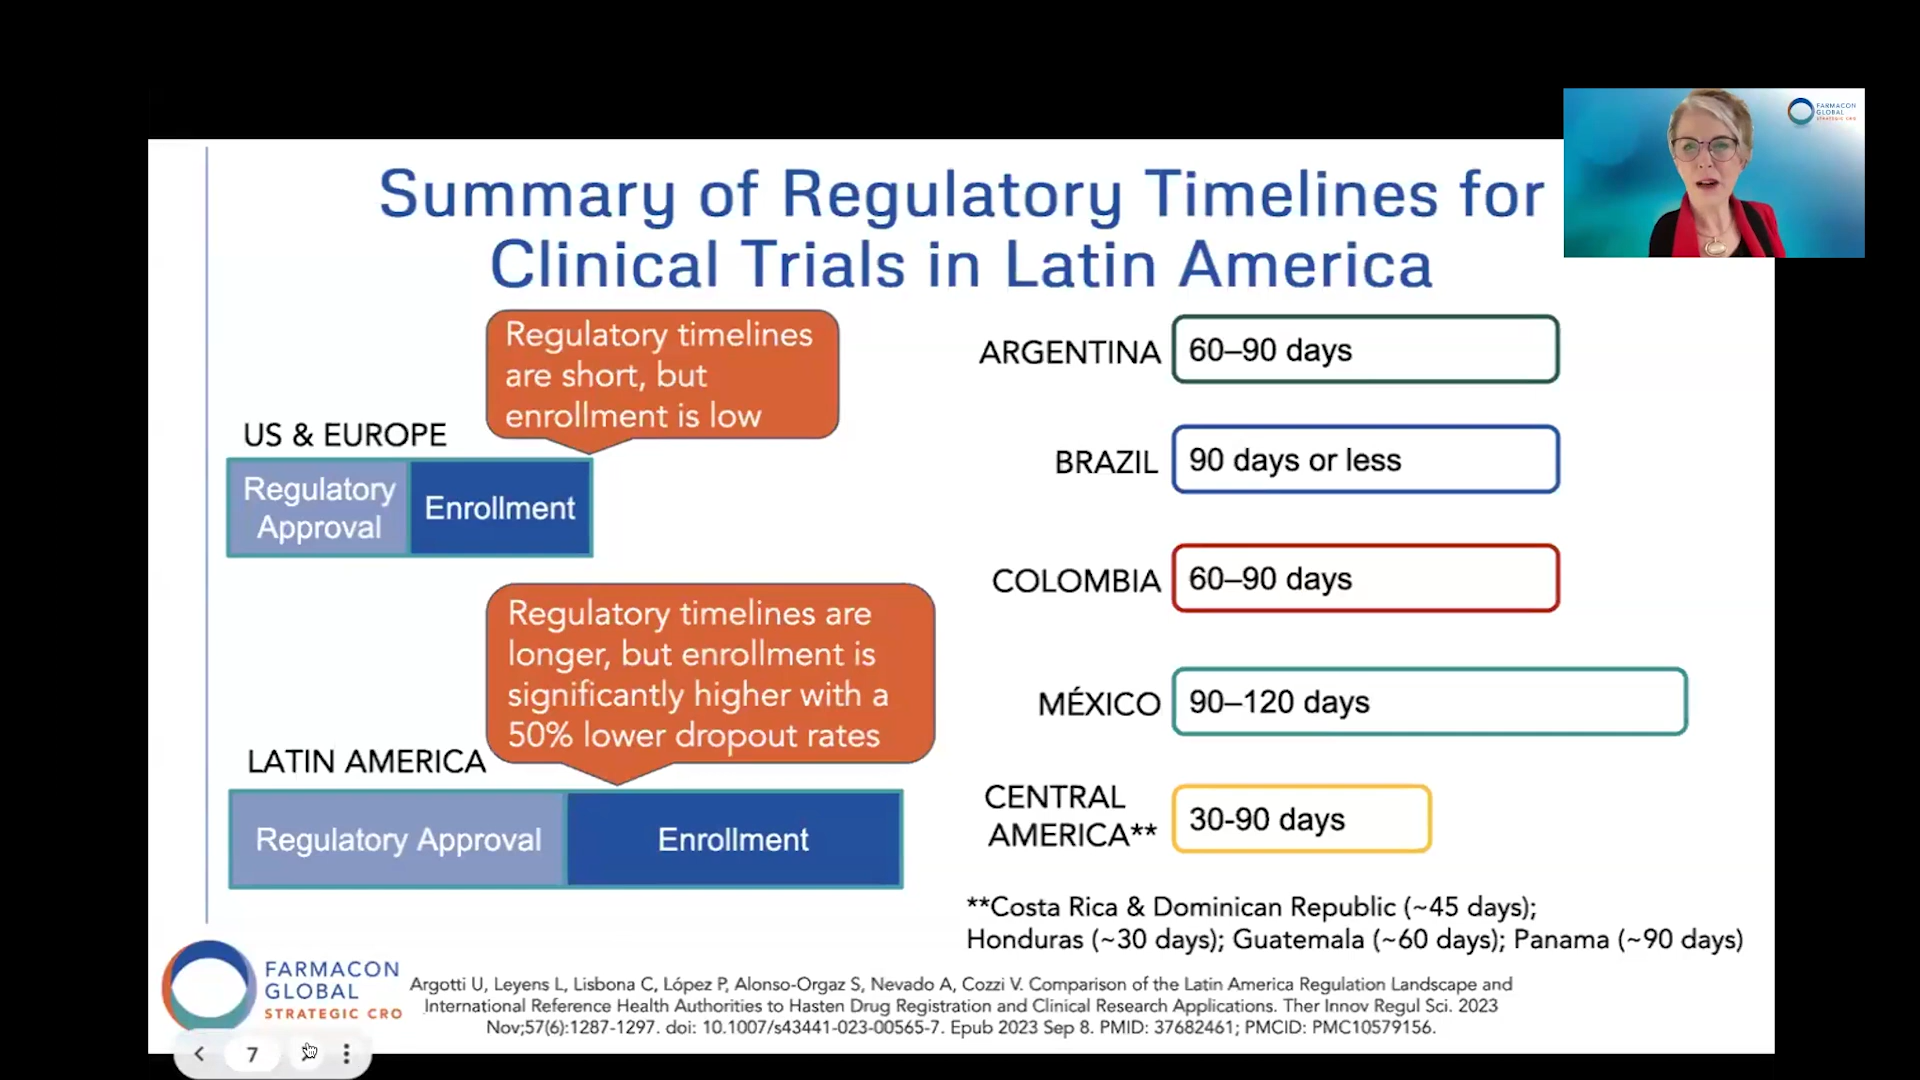 Summary of Regulatory Timelines for
Clinical Trials in Latin America
FARMACON
GLOBAL
STRATEGIC CRO
Regulatory timelines
are short, but
enrollment is low
US & EUROPE
Regulatory
Approval
Enrollment
Regulatory timelines are
longer, but enrollment is
significantly higher with a
50% lower dropout rates
LATIN AMERICA
Regulatory Approval
Enrollment
ARGENTINA
60–90 days
BRAZIL
90 days or less
COLOMBIA
60–90 days
MÉXICO
90–120 days
CENTRAL
AMERICA**
30-90 days
**Costa Rica & Dominican Republic (~45 days);
Honduras (~30 days); Guatemala (~60 days); Panama (~90 days)
FARMACON
GLOBAL
STRATEGIC CRO
Argotti U, Leyens L, Lisbona C, López P, Alonso-Orgaz S, Nevado A, Cozzi V. Comparison of the Latin America Regulation Landscape and
International Reference Health Authorities to Hasten Drug Registration and Clinical Research Applications. Ther Innov Regul Sci. 2023
Nov;57(6):1287-1297. doi: 10.1007/s43441-023-00565-7. Epub 2023 Sep 8. PMID: 37682461; PMCID: PMC10579156.
7